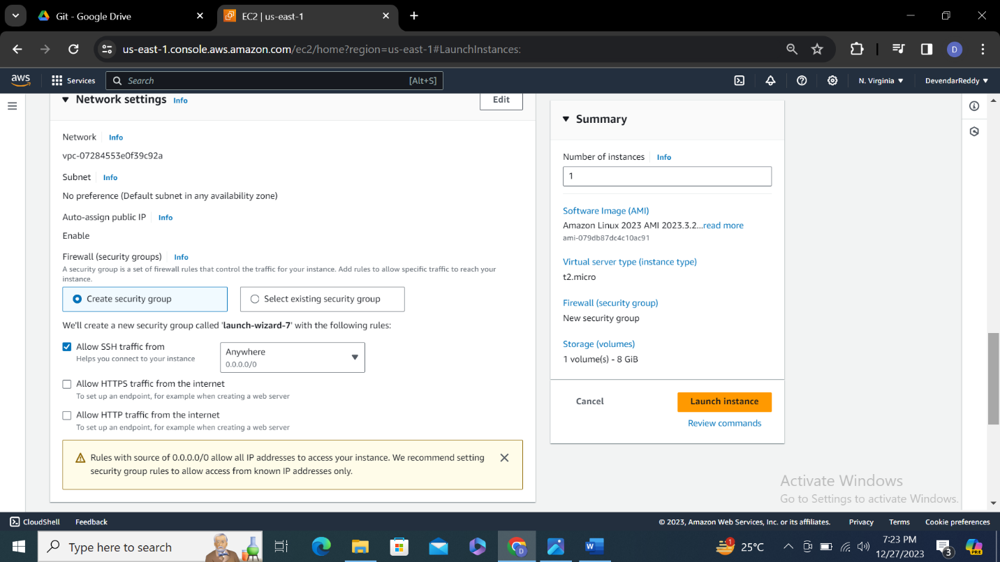 Git - Google Drive
EC2 | us-east-1
us-east-1.console.aws.amazon.com/ec2/home?region=us-east-1#LaunchInstances:
D
aws
Services
Search
[Alt+S]
N. Virginia
DevendarReddy
Network settings Info
Edit
Network Info
vpc-07284553e0f39c92a
Subnet Info
No preference (Default subnet in any availability zone)
Auto-assign public IP Info
Enable
Firewall (security groups) Info
A security group is a set of firewall rules that control the traffic for your instance. Add rules to allow specific traffic to reach your
instance.
Create security group
Select existing security group
We'll create a new security group called 'launch-wizard-7' with the following rules:
Allow SSH traffic from
Helps you connect to your instance
Anywhere
0.0.0.0/0
Allow HTTPS traffic from the internet
To set up an endpoint, for example when creating a web server
Allow HTTP traffic from the internet
To set up an endpoint, for example when creating a web server
Rules with source of 0.0.0.0/0 allow all IP addresses to access your instance. We recommend setting
security group rules to allow access from known IP addresses only.
Summary
Number of instances Info
1
Software Image (AMI)
Amazon Linux 2023 AMI 2023.3.2...read more
ami-079db87dc4c10ac91
Virtual server type (instance type)
t2.micro
Firewall (security group)
New security group
Storage (volumes)
1 volume(s) - 8 GiB
Cancel
Launch instance
Review commands
Activate Windows
Go to Settings to activate Windows.
CloudShell
Feedback
© 2023, Amazon Web Services, Inc. or its affiliates.
Privacy
Terms
Cookie preferences
Type here to search
D
W
1
25°C
7:23 PM
12/27/2023
3
PRE